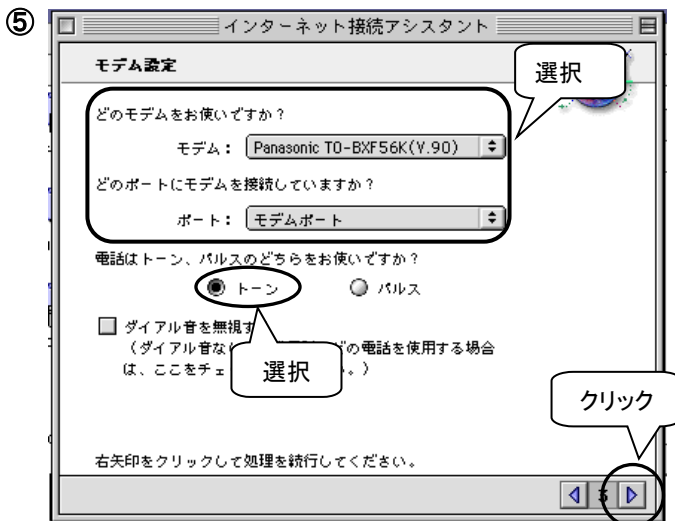 ⑤
インターネット接続アシスタント
モデム設定
選択
どのモデムをお使いですか？
モデム： Panasonic TO-BXF56K(V.90)
どのポートにモデムを接続していますか？
ポート： モデムポート
電話はトーン、パルスのどちらをお使いですか？
トーン パルス
ダイアル音を無視す
（ダイアル音な どの電話を使用する場合
は、ここをチェ 。）
選択
クリック
右矢印をクリックして処理を続行してください。